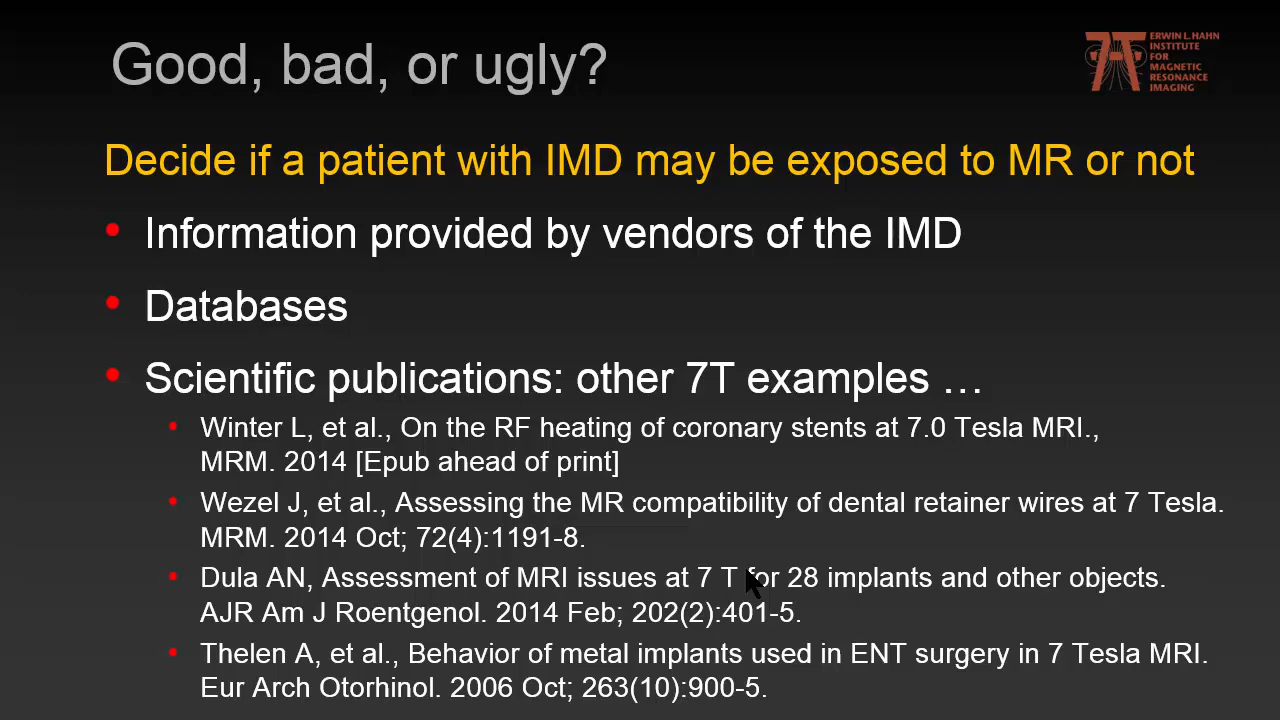 Good, bad, or ugly?
ERWIN L. HAHN
INSTITUTE
FOR
MAGNETIC
RESONANCE
IMAGING
Decide if a patient with IMD may be exposed to MR or not
• Information provided by vendors of the IMD
• Databases
• Scientific publications: other 7T examples …
• Winter L, et al., On the RF heating of coronary stents at 7.0 Tesla MRI.,
MRM. 2014 [Epub ahead of print]
• Wezel J, et al., Assessing the MR compatibility of dental retainer wires at 7 Tesla.
MRM. 2014 Oct; 72(4):1191-8.
• Dula AN, Assessment of MRI issues at 7 T for 28 implants and other objects.
AJR Am J Roentgenol. 2014 Feb; 202(2):401-5.
• Thelen A, et al., Behavior of metal implants used in ENT surgery in 7 Tesla MRI.
Eur Arch Otorhinol. 2006 Oct; 263(10):900-5.